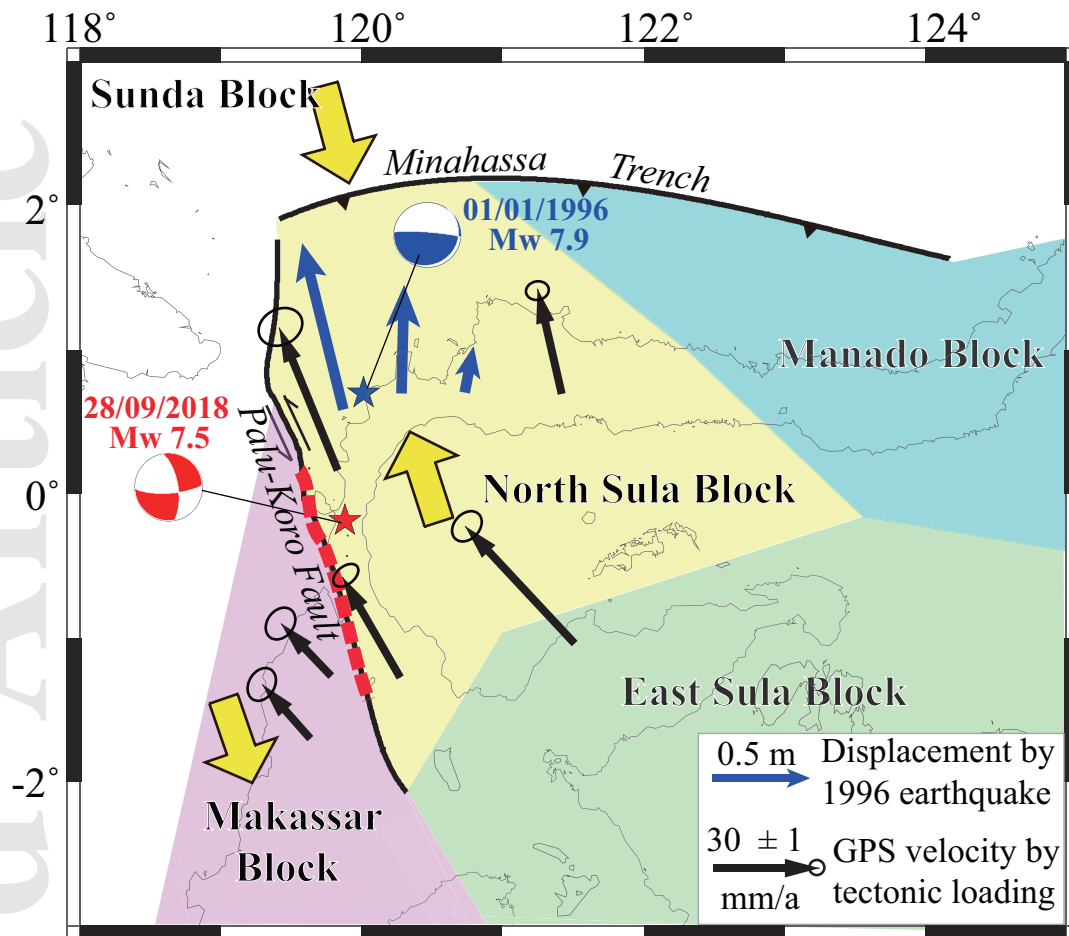 118° 120° 122° 124°
Sunda Block
Minahassa Trench
2°
01/01/1996
Mw 7.9
Manado Block
28/09/2018
Mw 7.5
Palu-Koro Fault
0°
North Sula Block
East Sula Block
-2°
Makassar
Block
0.5 m Displacement by
1996 earthquake
30 ± 1 GPS velocity by
mm/a tectonic loading